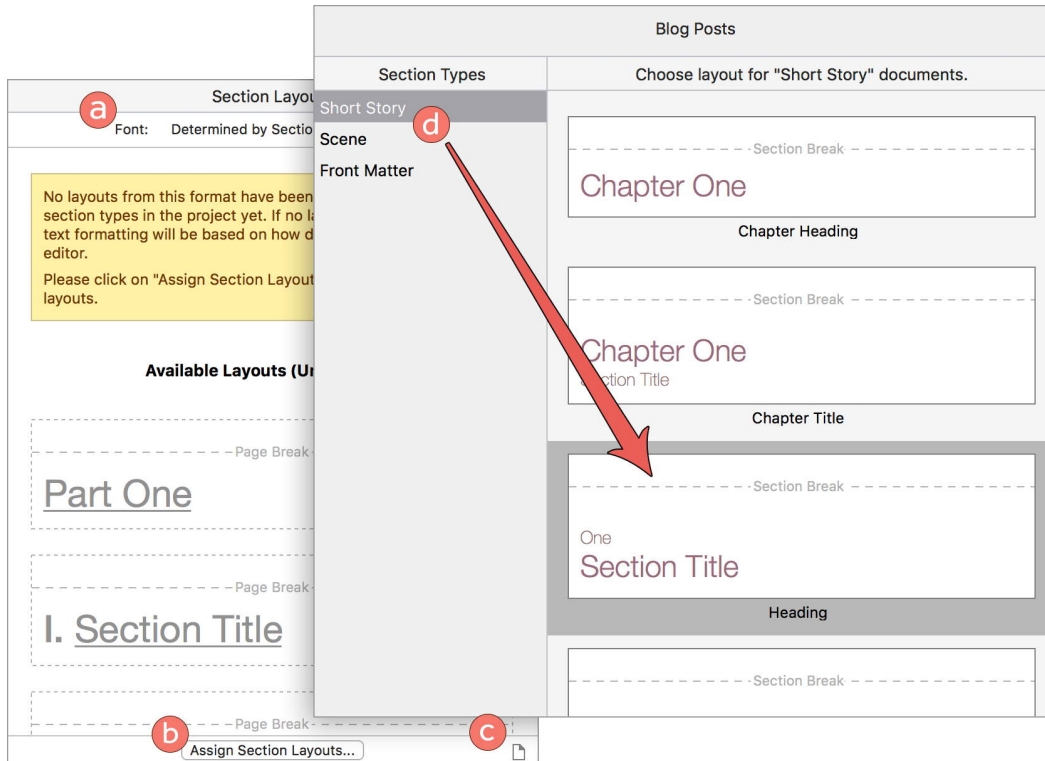 Blog Posts
Section Types
Choose layout for "Short Story" documents.
Short Story
Scene
Front Matter
Section Break
Chapter One
Chapter Heading
Section Break
Chapter One
Section Title
Chapter Title
Section Break
One
Section Title
Heading
Section Break
a
d
Section Layou
Font: Determined by Sectio
No layouts from this format have been
section types in the project yet. If no la
text formatting will be based on how d
editor.
Please click on "Assign Section Layout
layouts.
Available Layouts (Un
Page Break
Part One
Page Break
I. Section Title
Page Break
b
Assign Section Layouts...
c